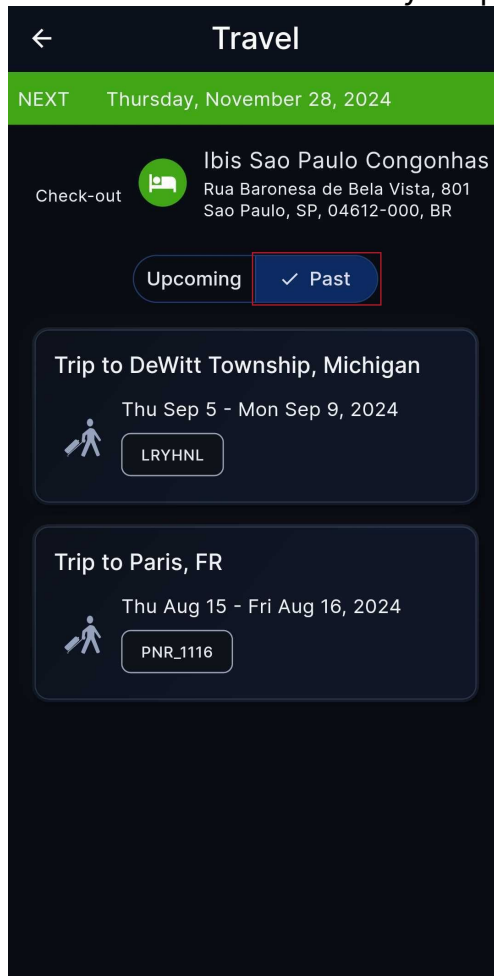 Travel
NEXT Thursday, November 28, 2024
Ibis Sao Paulo Congonhas
Check-out
Rua Baronesa de Bela Vista, 801
Sao Paulo, SP, 04612-000, BR
Upcoming Past
Trip to DeWitt Township, Michigan
Thu Sep 5 - Mon Sep 9, 2024
LRYHNL
Trip to Paris, FR
Thu Aug 15 - Fri Aug 16, 2024
PNR_1116